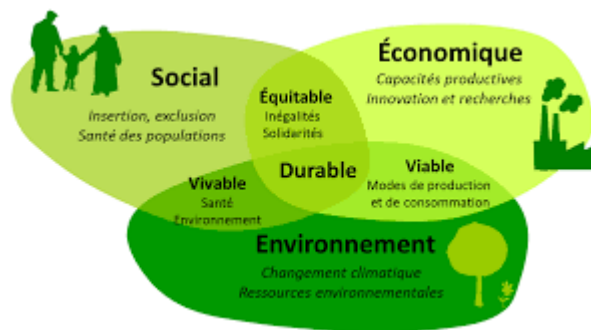 Social
Insertion, exclusion
Santé des populations
Économique
Capacités productives
Innovation et recherches
Équitable
Inégalités
Solidarités
Durable
Vivable
Santé
Environnement
Viable
Modes de production
et de consommation
Environnement
Changement climatique
Ressources environnementales